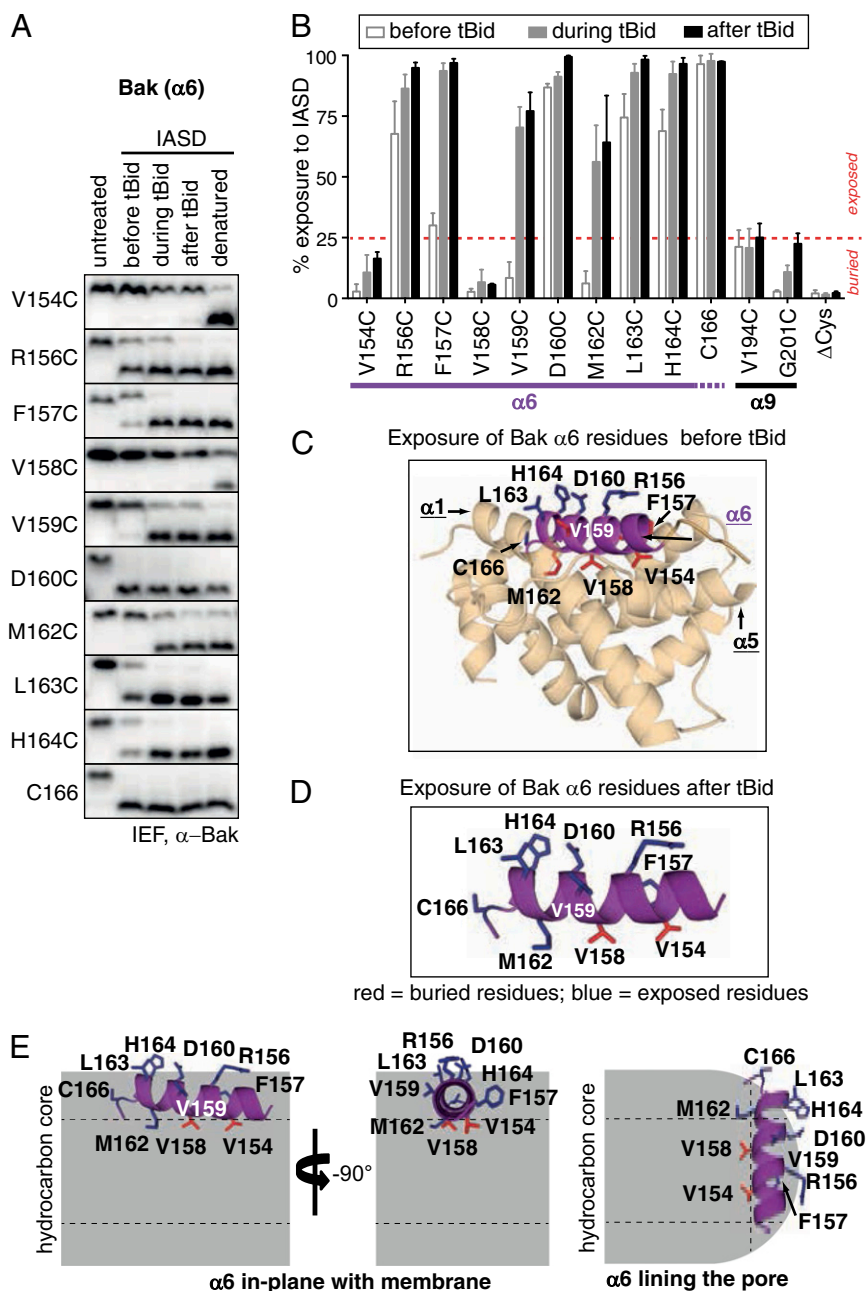 A
Bak (α6)
IASD
untreated
before tBid
during tBid
after tBid
denatured
V154C
R156C
F157C
V158C
V159C
D160C
M162C
L163C
H164C
C166
IEF, α–Bak
B
before tBid during tBid after tBid
% exposure to IASD
100
75
50
25
0
exposed
buried
V154C
R156C
F157C
V158C
V159C
D160C
M162C
L163C
H164C
C166
V194C
G201C
ΔCys
α6
α9
C
Exposure of Bak α6 residues before tBid
H164 D160 R156
L163 F157
α1 V159 α6
C166
M162 V158 V154
α5
D
Exposure of Bak α6 residues after tBid
H164 D160 R156
L163 F157
C166 V159
M162 V158 V154
red = buried residues; blue = exposed residues
E
hydrocarbon core
H164 D160 R156
L163
C166 F157
V159
M162 V158 V154
-90°
hydrocarbon core
R156 D160
L163 H164
V159 F157
M162 V154
V158
α6 in-plane with membrane
hydrocarbon core
C166
L163
M162 H164
D160
V158 V159
R156
V154
F157
α6 lining the pore